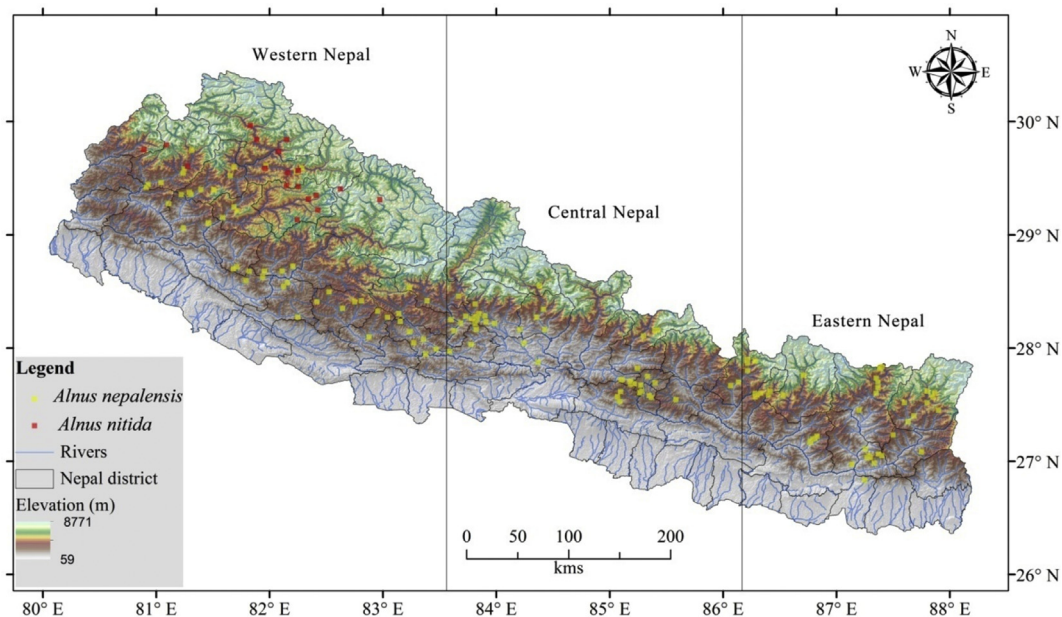 Western Nepal
N
W E
S
30° N
Central Nepal
29° N
Eastern Nepal
28° N
Legend
Alnus nepalensis
Alnus nitida
Rivers
Nepal district
Elevation (m)
8771
59
27° N
0 50 100 200
kms
26° N
80° E 81° E 82° E 83° E 84° E 85° E 86° E 87° E 88° E